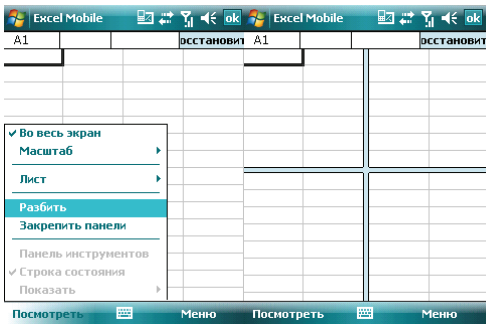 Excel Mobile ok
A1 осстановит
Во весь экран
Масштаб
Лист
Разбить
Закрепить панели
Панель инструментов
Строка состояния
Показать
Посмотреть Меню
Excel Mobile ok
A1 осстановит
Посмотреть Меню